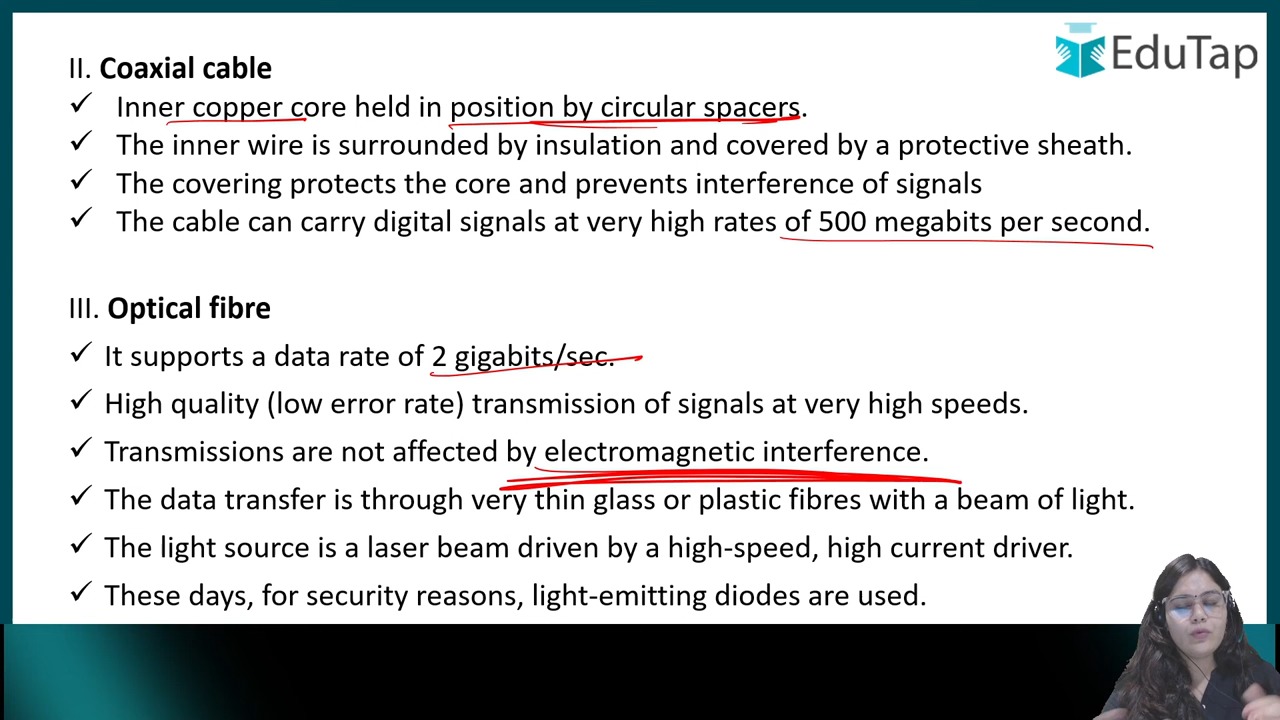 EduTap
II. Coaxial cable
✓ Inner copper core held in position by circular spacers.
✓ The inner wire is surrounded by insulation and covered by a protective sheath.
✓ The covering protects the core and prevents interference of signals
✓ The cable can carry digital signals at very high rates of 500 megabits per second.
III. Optical fibre
✓ It supports a data rate of 2 gigabits/sec.
✓ High quality (low error rate) transmission of signals at very high speeds.
✓ Transmissions are not affected by electromagnetic interference.
✓ The data transfer is through very thin glass or plastic fibres with a beam of light.
✓ The light source is a laser beam driven by a high-speed, high current driver.
✓ These days, for security reasons, light-emitting diodes are used.